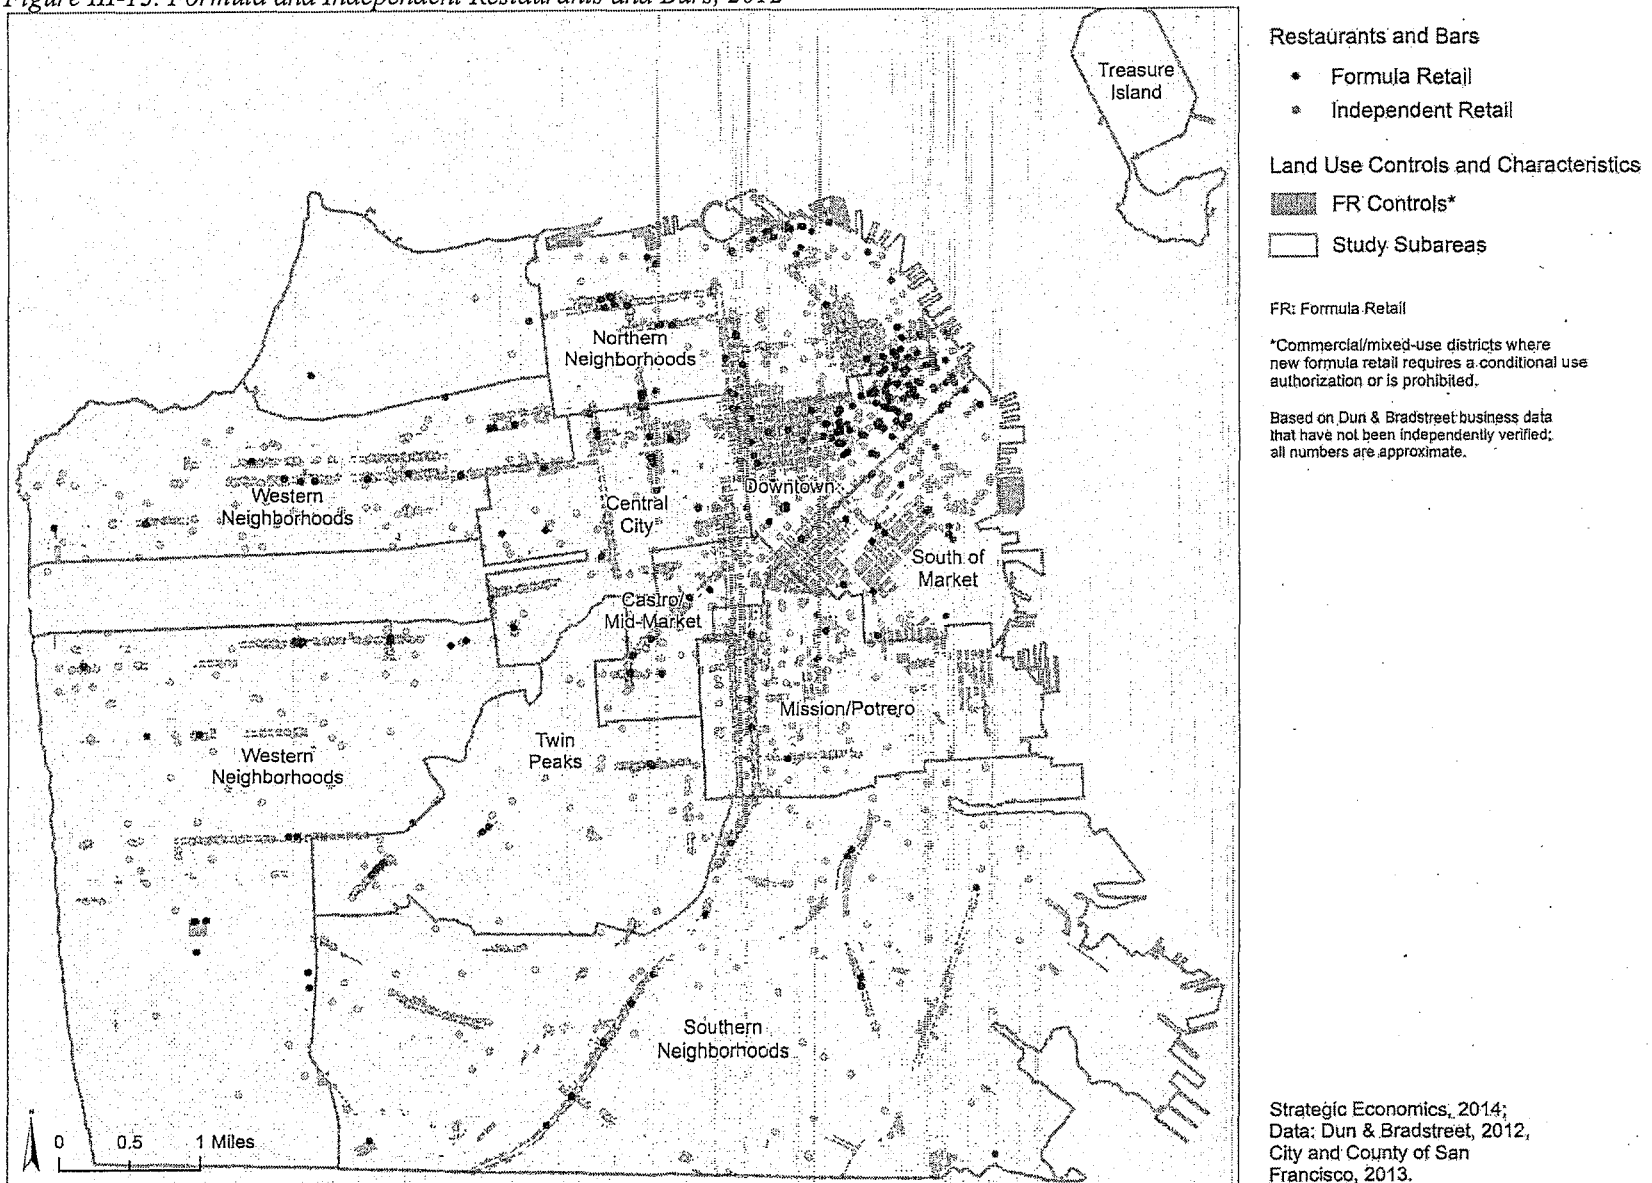 Figure III-15. Formula and Independent Restaurants and Bars, 2012
Restaurants and Bars
Formula Retail
Independent Retail
Land Use Controls and Characteristics
FR Controls*
Study Subareas
FR: Formula Retail
*Commercial/mixed-use districts where
new formula retail requires a conditional use
authorization or is prohibited.
Based on Dun & Bradstreet business data
that have not been independently verified;
all numbers are approximate.
Treasure
Island
Northern
Neighborhoods
Western
Neighborhoods
Central
City
Downtown
South of
Market
Castro/
Mid-Market
Mission/Potrero
Twin
Peaks
Western
Neighborhoods
Southern
Neighborhoods
0 0.5 1 Miles
Strategic Economics, 2014;
Data: Dun & Bradstreet, 2012,
City and County of San
Francisco, 2013.